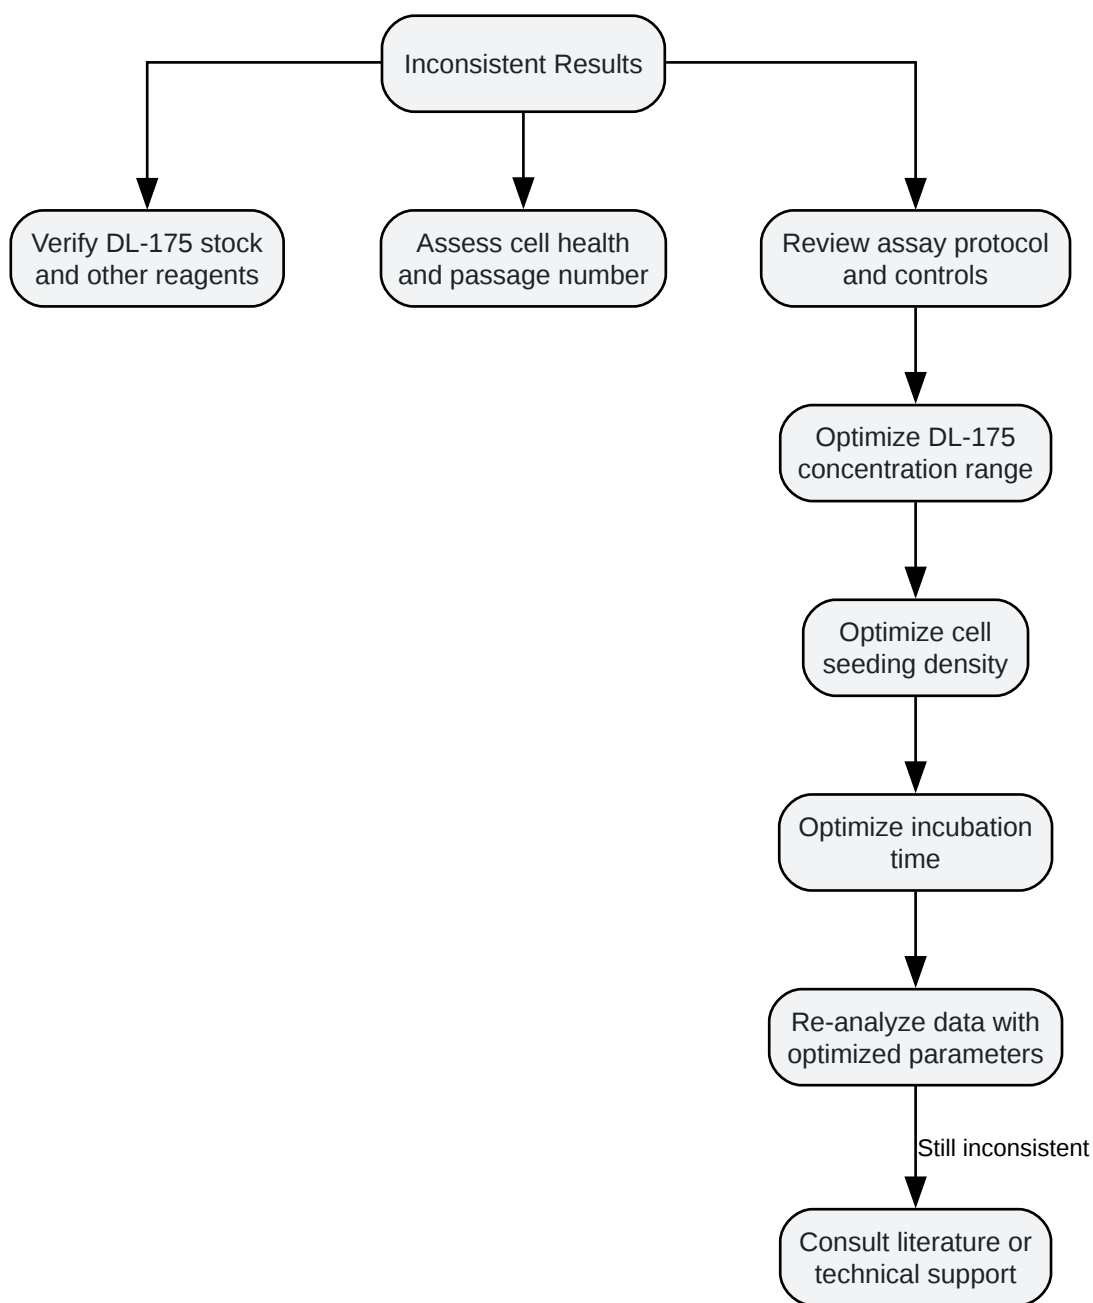 Inconsistent Results
Verify DL-175 stock
and other reagents
Assess cell health
and passage number
Review assay protocol
and controls
Optimize DL-175
concentration range
Optimize cell
seeding density
Optimize incubation
time
Re-analyze data with
optimized parameters
Still inconsistent
Consult literature or
technical support